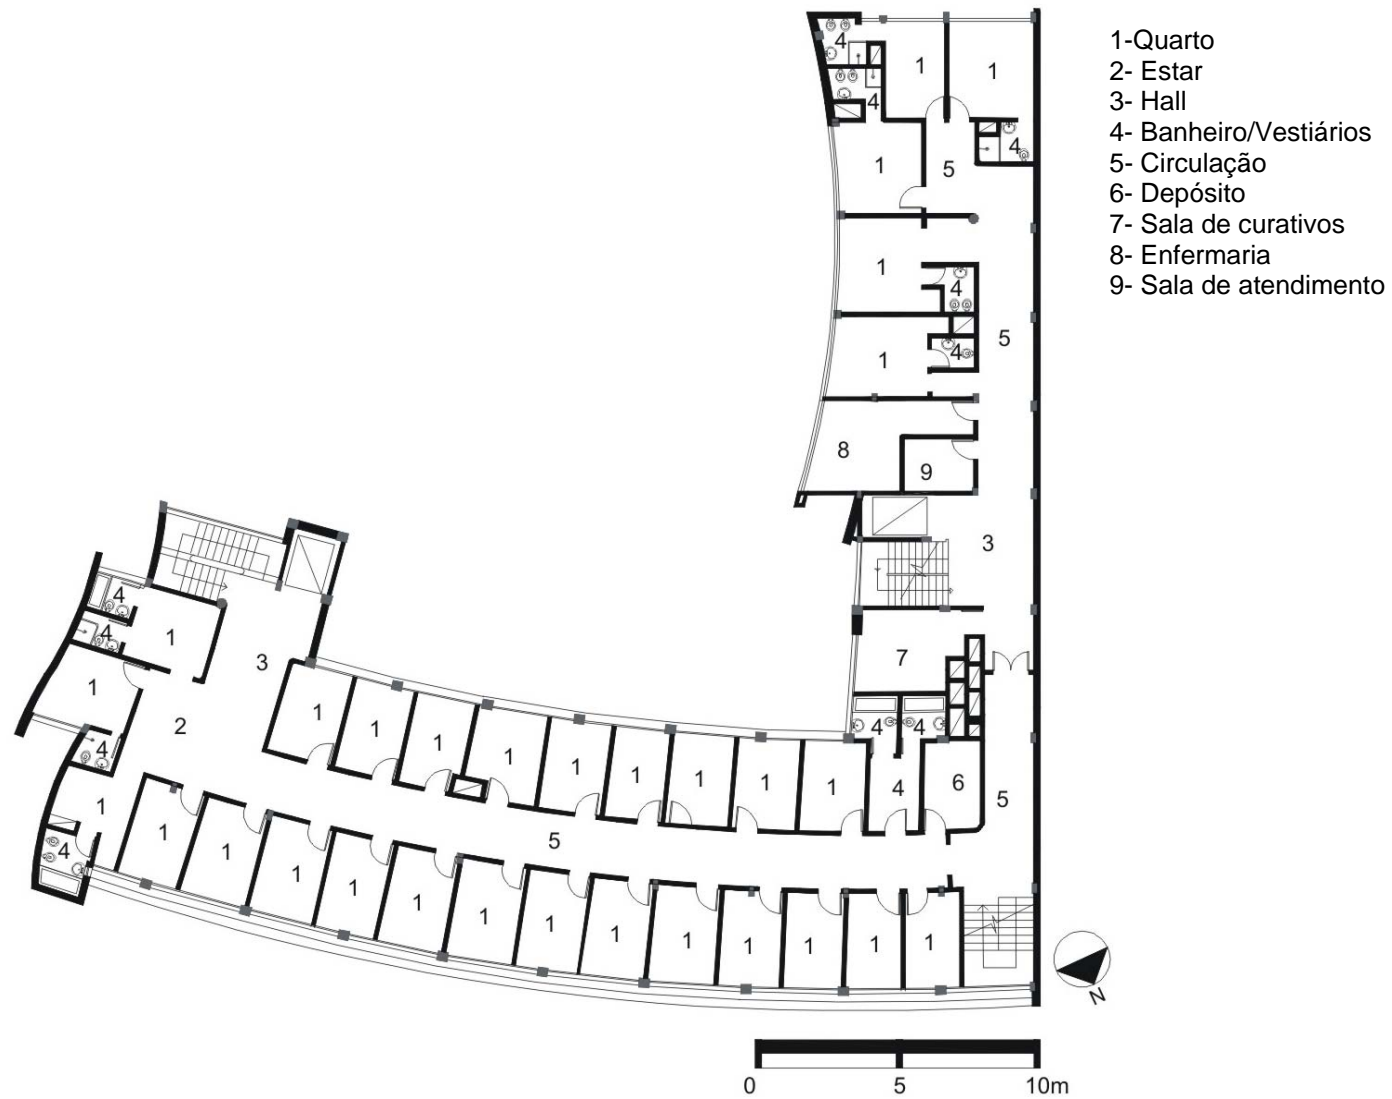 1-Quarto
2- Estar
3- Hall
4- Banheiro/Vestiários
5- Circulação
6- Depósito
7- Sala de curativos
8- Enfermaria
9- Sala de atendimento
4
1 1
4
4
1 5
1
4
5
4
1
8
9
3
4
4 1
7
3
1
1
2 1 4 4
1
4
1
1 1 1 1 1 4 6 5
1
1
5
4 1
1 1 1 1 1 1 1 1 1 1 1
N
0 5 10m